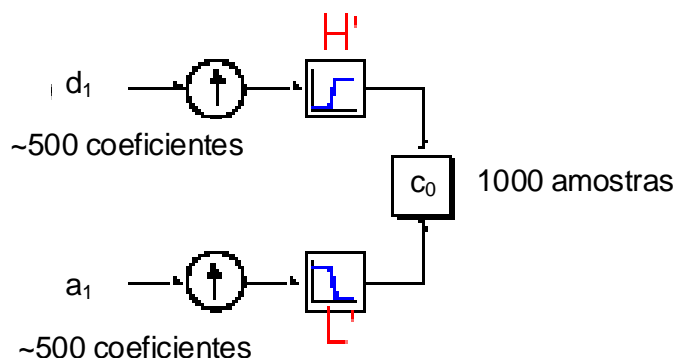 H'
d₁
~500 coeficientes
c₀
1000 amostras
a₁
L'
~500 coeficientes